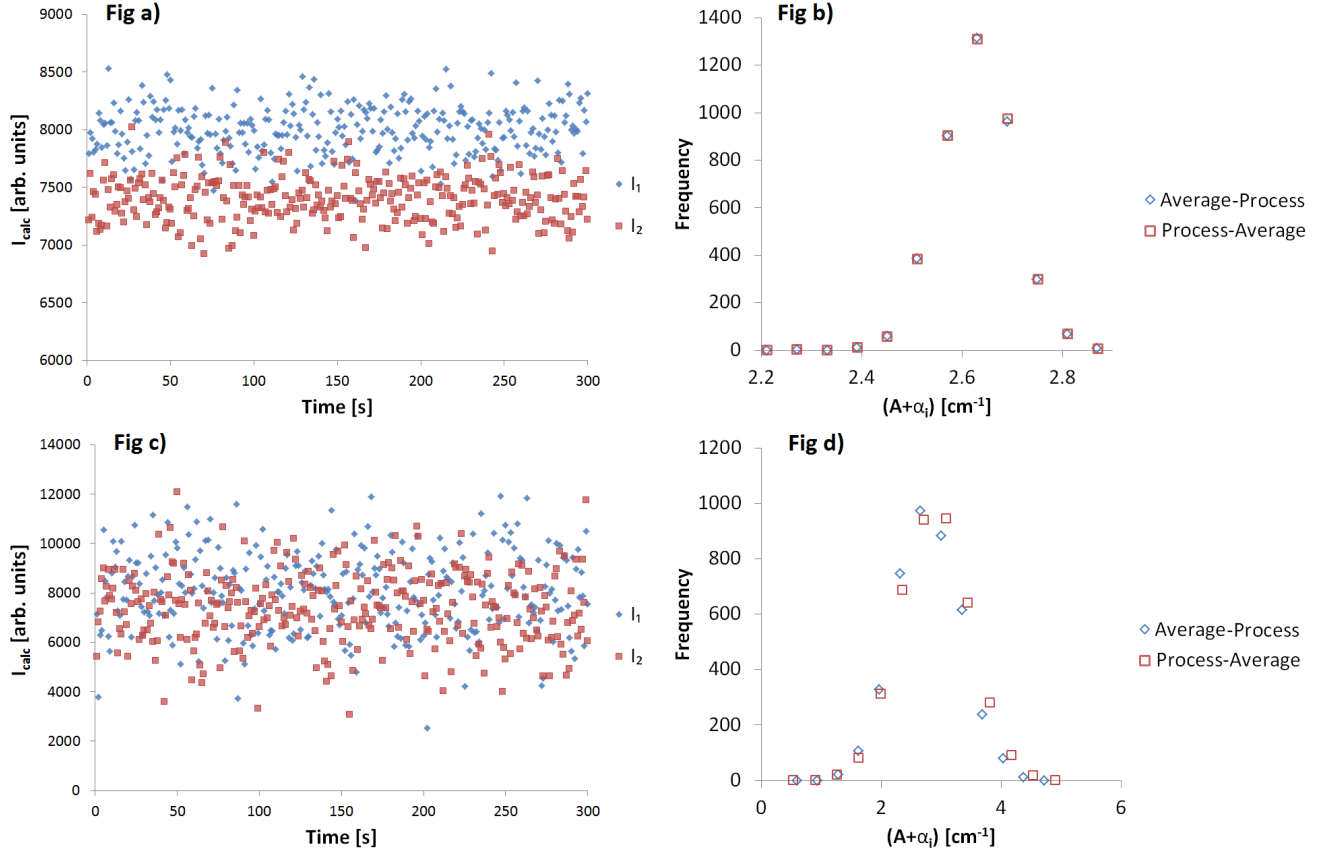 Fig a)
9000
8500
8000
7500
7000
6500
6000
I_calc [arb. units]
0 50 100 150 200 250 300
Time [s]
I₁
I₂
Fig b)
1400
1200
1000
800
600
400
200
0
Frequency
2.2 2.4 2.6 2.8
(A+αᵢ) [cm⁻¹]
Average-Process
Process-Average
Fig c)
14000
12000
10000
8000
6000
4000
2000
0
I_calc [arb. units]
0 50 100 150 200 250 300
Time [s]
I₁
I₂
Fig d)
1200
1000
800
600
400
200
0
Frequency
0 2 4 6
(A+αᵢ) [cm⁻¹]
Average-Process
Process-Average